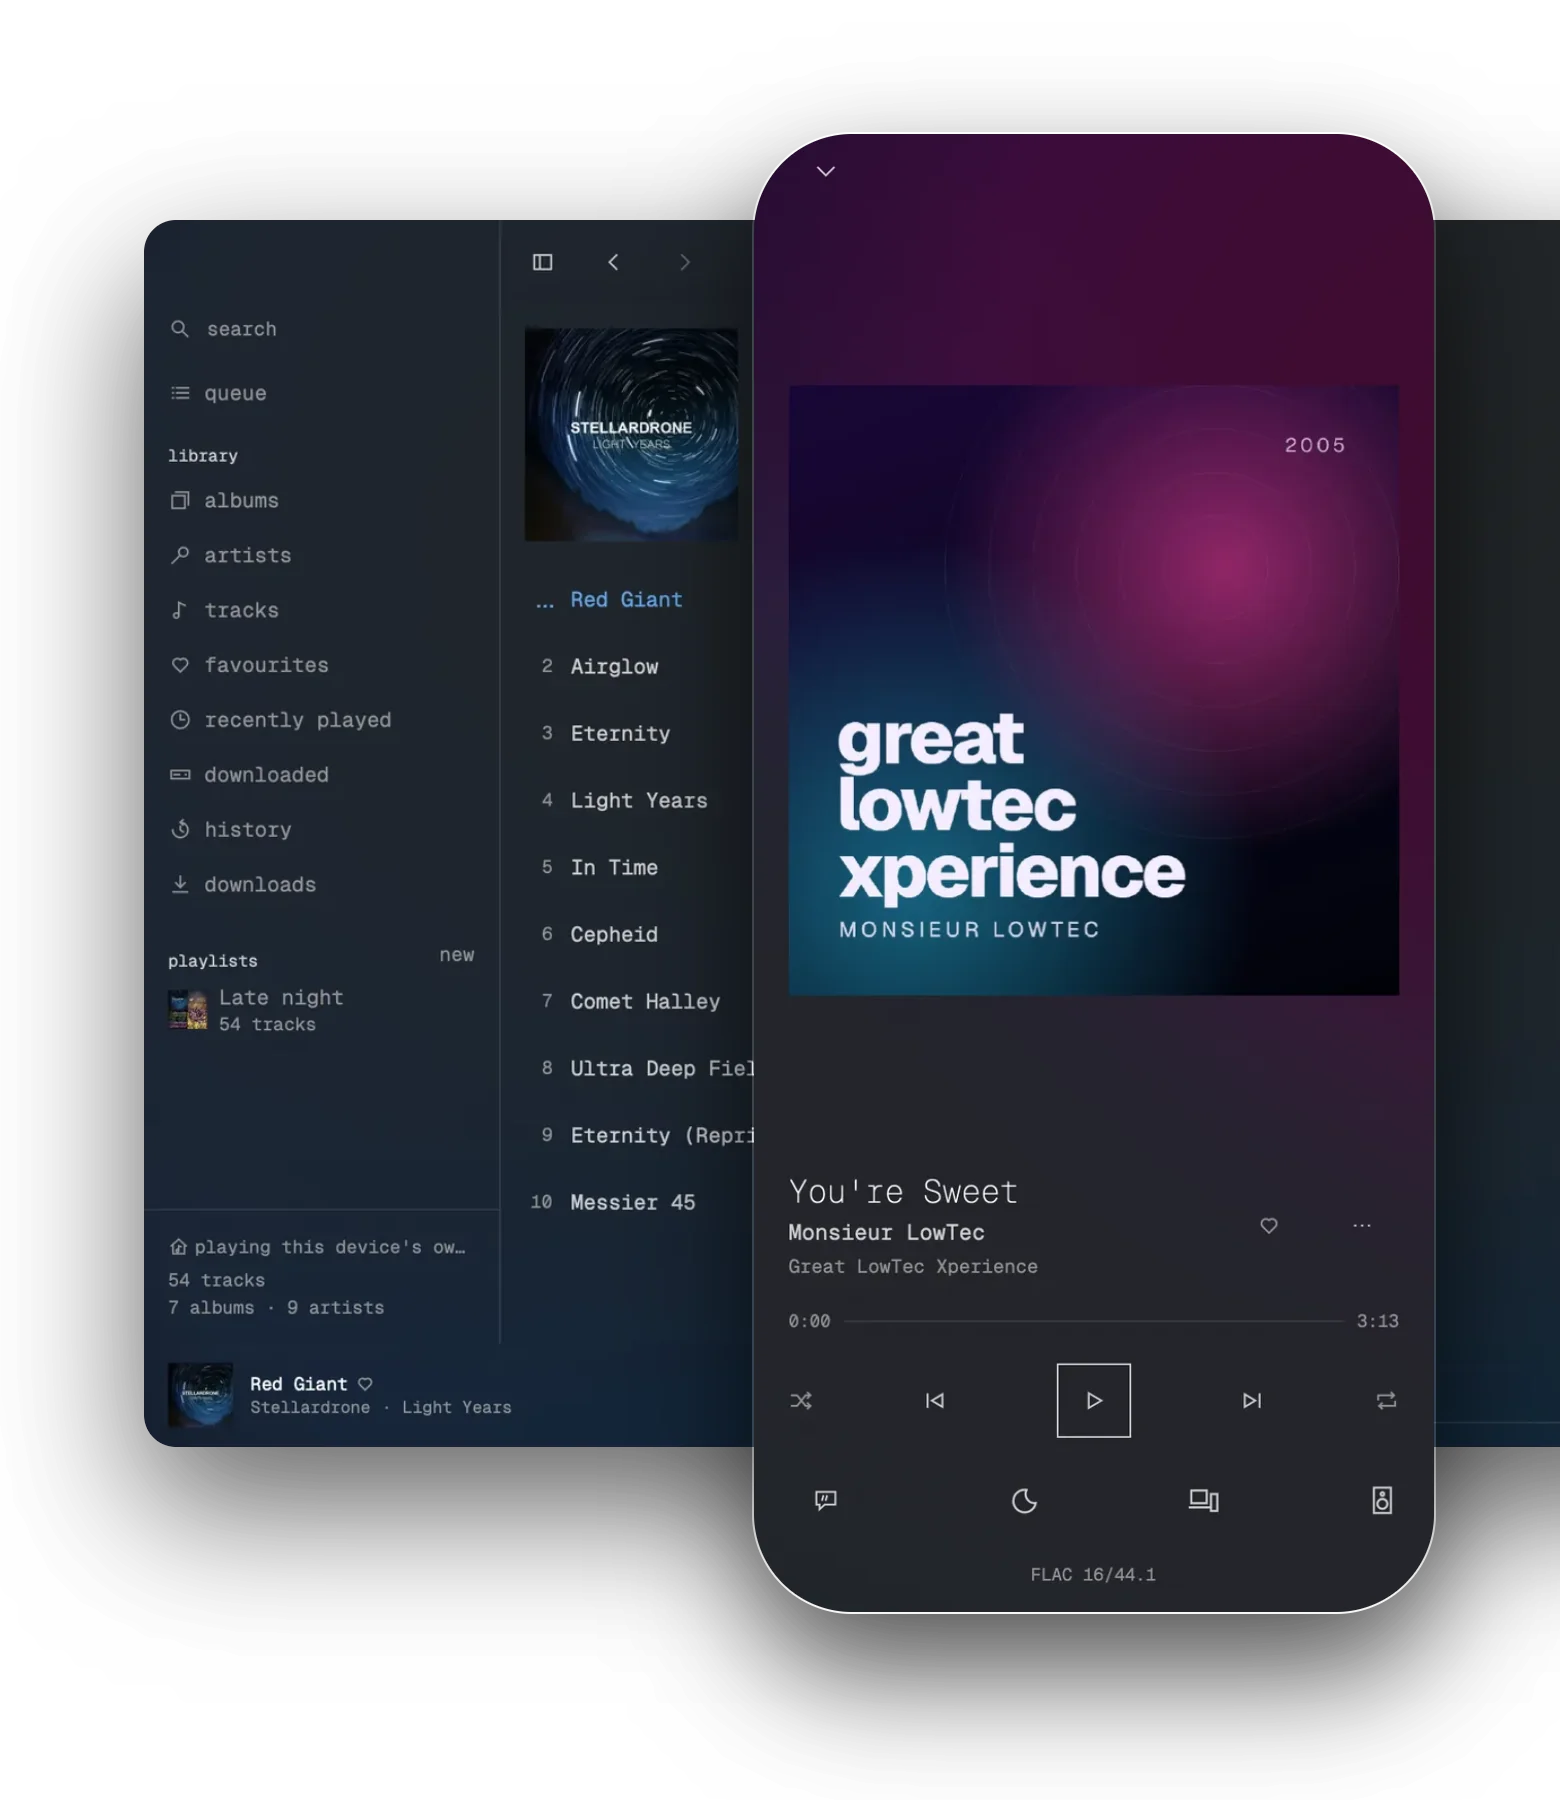 search
queue
library
albums
artists
tracks
favourites
recently played
downloaded
history
downloads
playlists
new
Late night
54 tracks
playing this device's ow…
54 tracks
7 albums · 9 artists
Red Giant
Stellardrone · Light Years
STELLARDRONE
LIGHT YEARS
... Red Giant
2 Airglow
3 Eternity
4 Light Years
5 In Time
6 Cepheid
7 Comet Halley
8 Ultra Deep Fiel
9 Eternity (Repri
10 Messier 45
2005
great
lowtec
xperience
MONSIEUR LOWTEC
You're Sweet
Monsieur LowTec
Great LowTec Xperience
0:00 3:13
FLAC 16/44.1